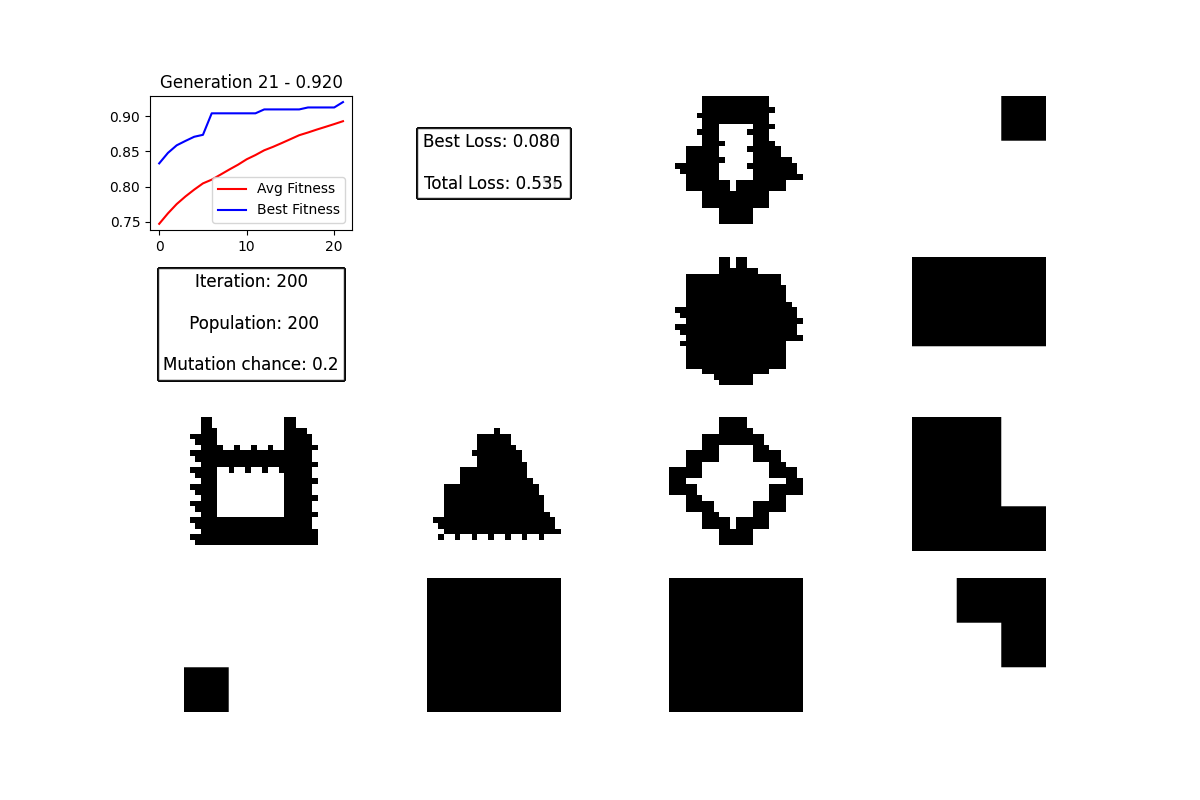 Generation 21 - 0.920
0.90
0.85
0.80
0.75
0
10
20
Avg Fitness
Best Fitness
Best Loss: 0.080
Total Loss: 0.535
Iteration: 200
Population: 200
Mutation chance: 0.2